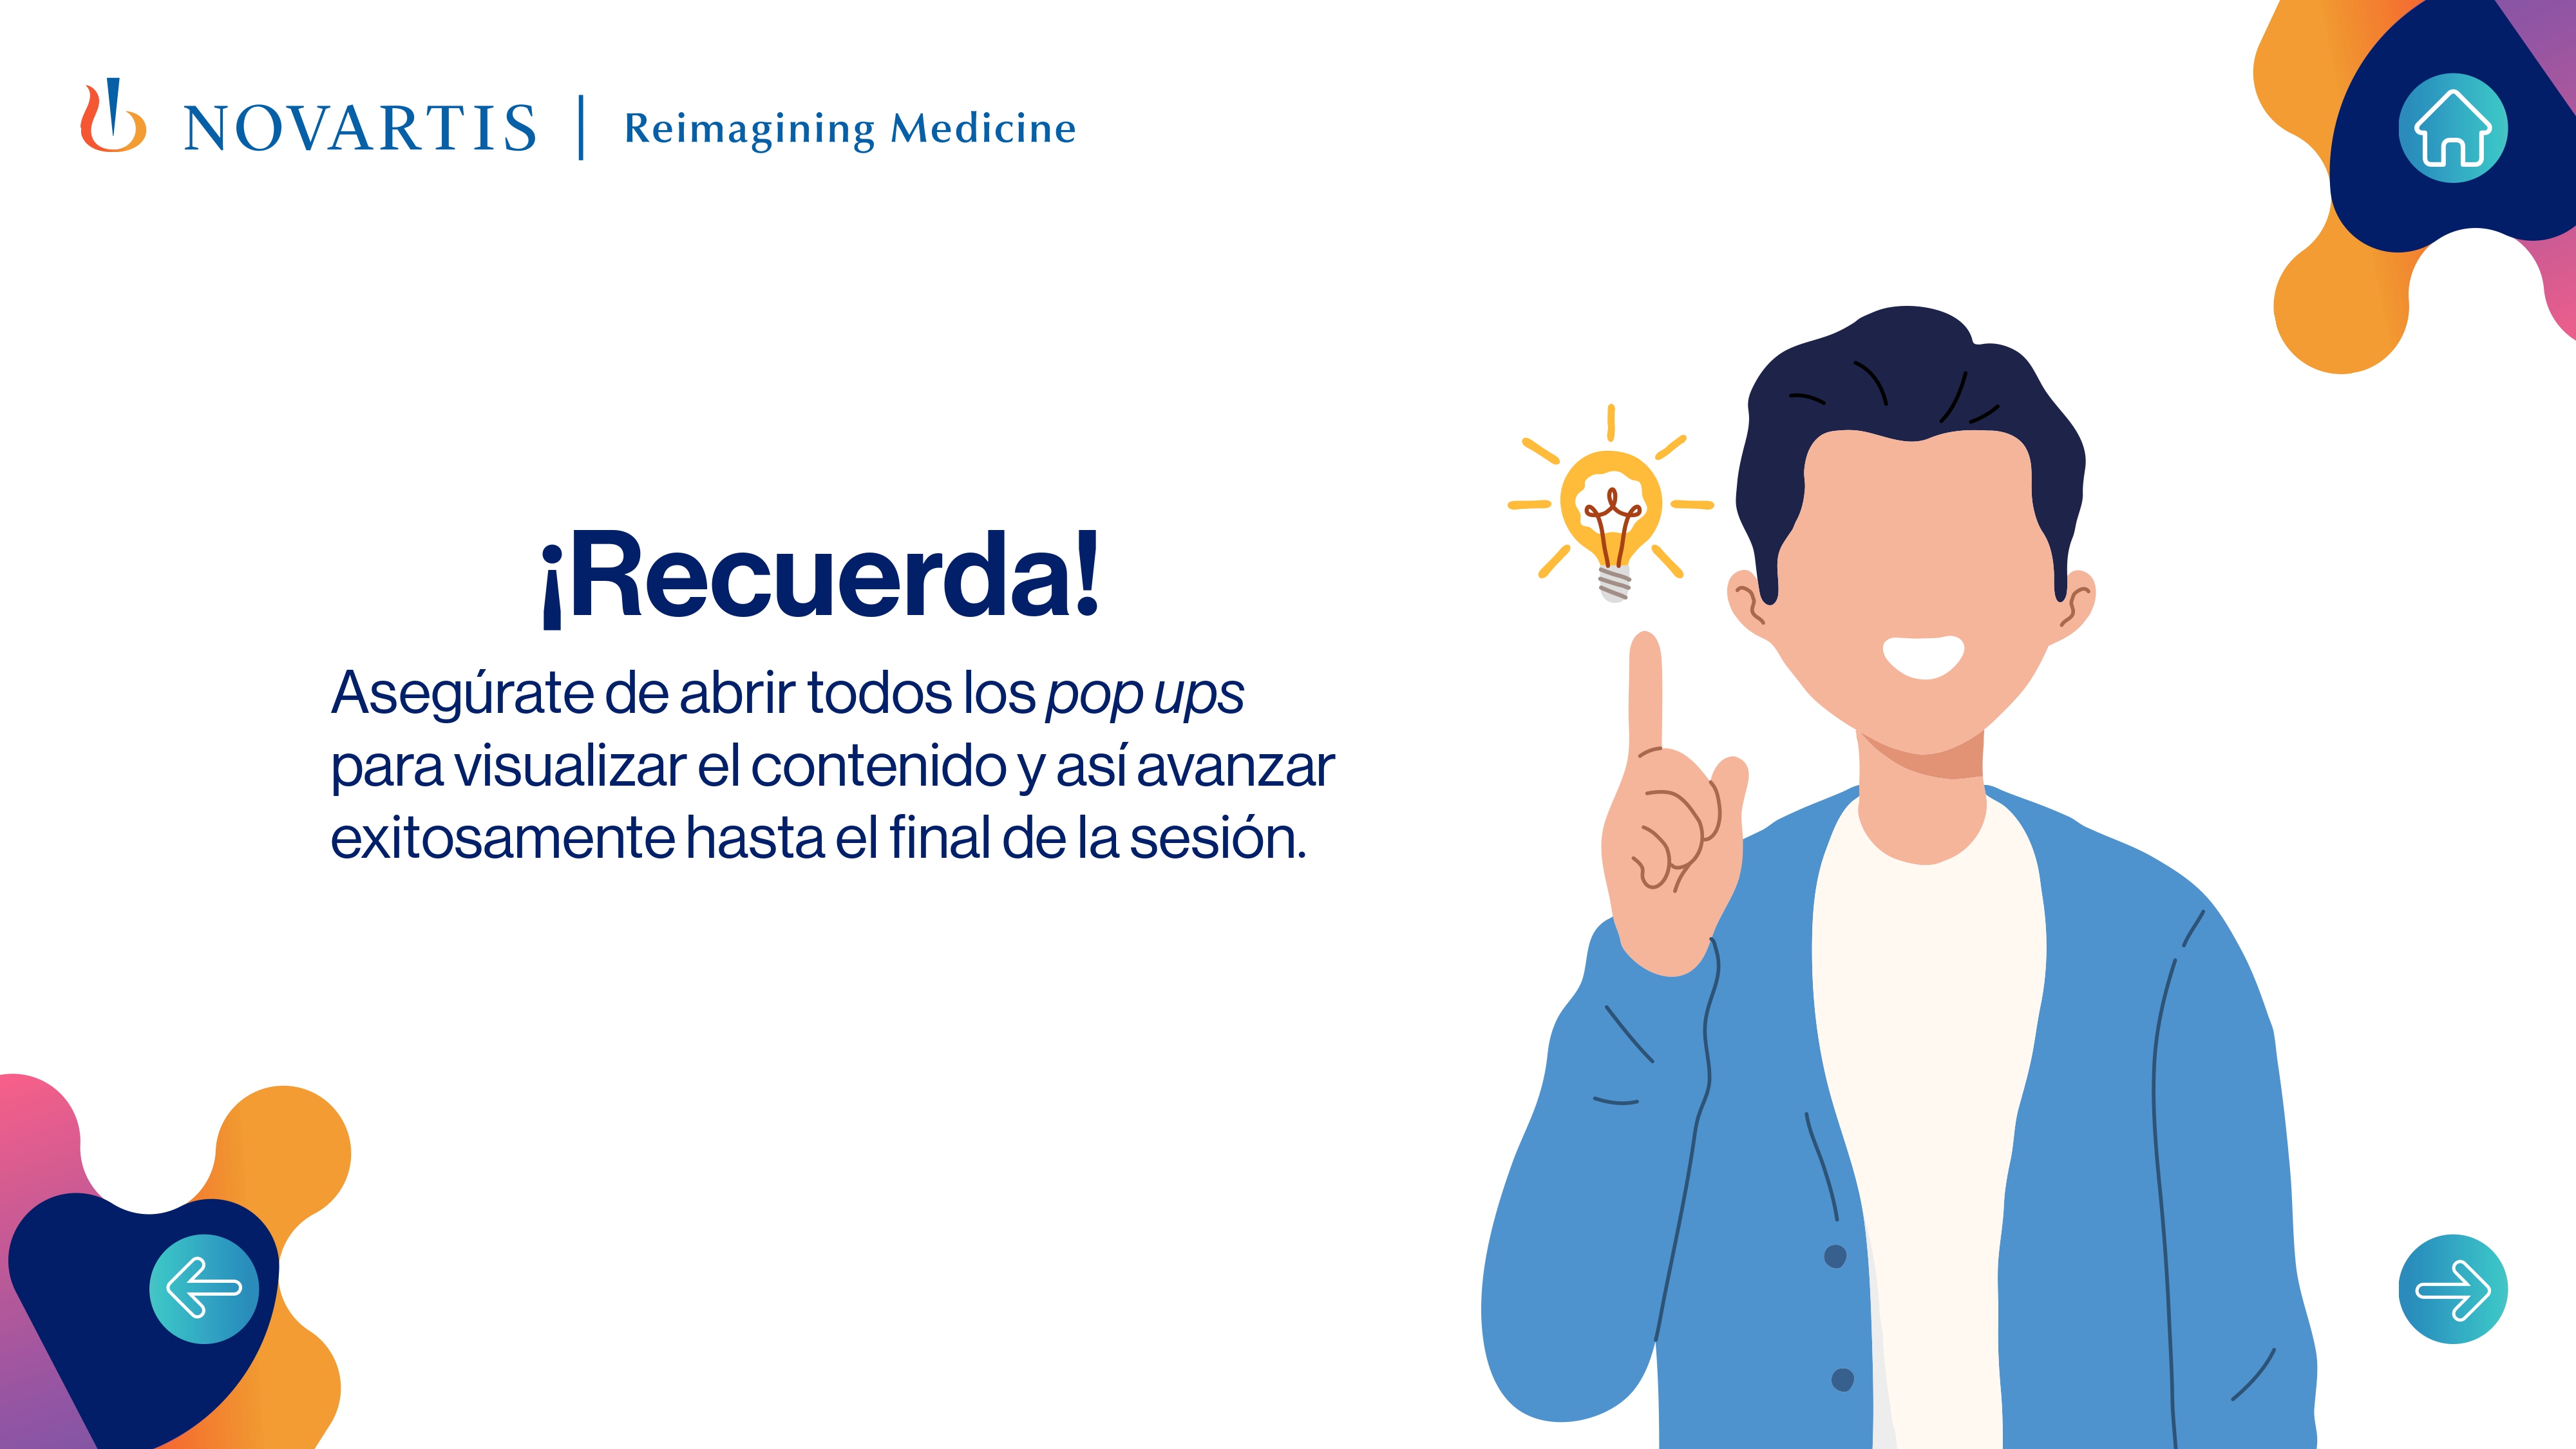 NOVARTIS | Reimagining Medicine
¡Recuerda!
Asegúrate de abrir todos los pop ups
para visualizar el contenido y así avanzar
exitosamente hasta el final de la sesión.